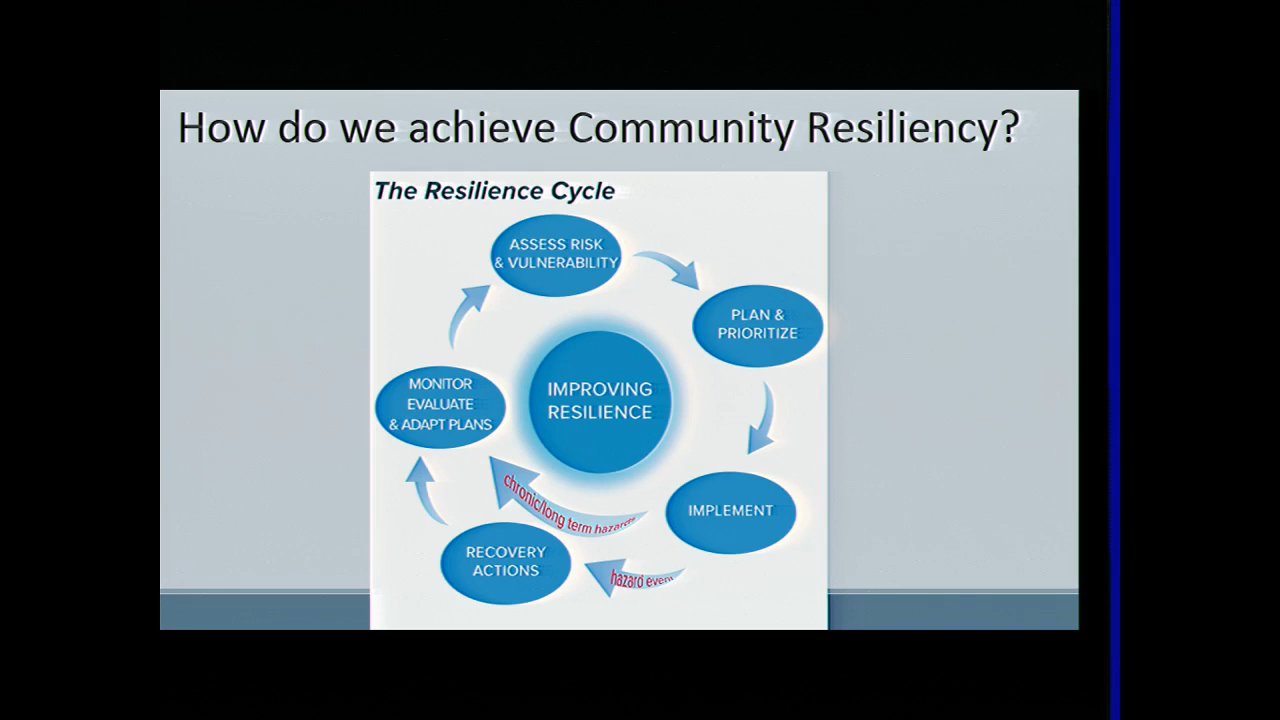 How do we achieve Community Resiliency?
The Resilience Cycle
ASSESS RISK
& VULNERABILITY
PLAN &
PRIORITIZE
IMPROVING
RESILIENCE
MONITOR
EVALUATE
& ADAPT PLANS
chronic/long term hazards
IMPLEMENT
RECOVERY
ACTIONS
hazard event